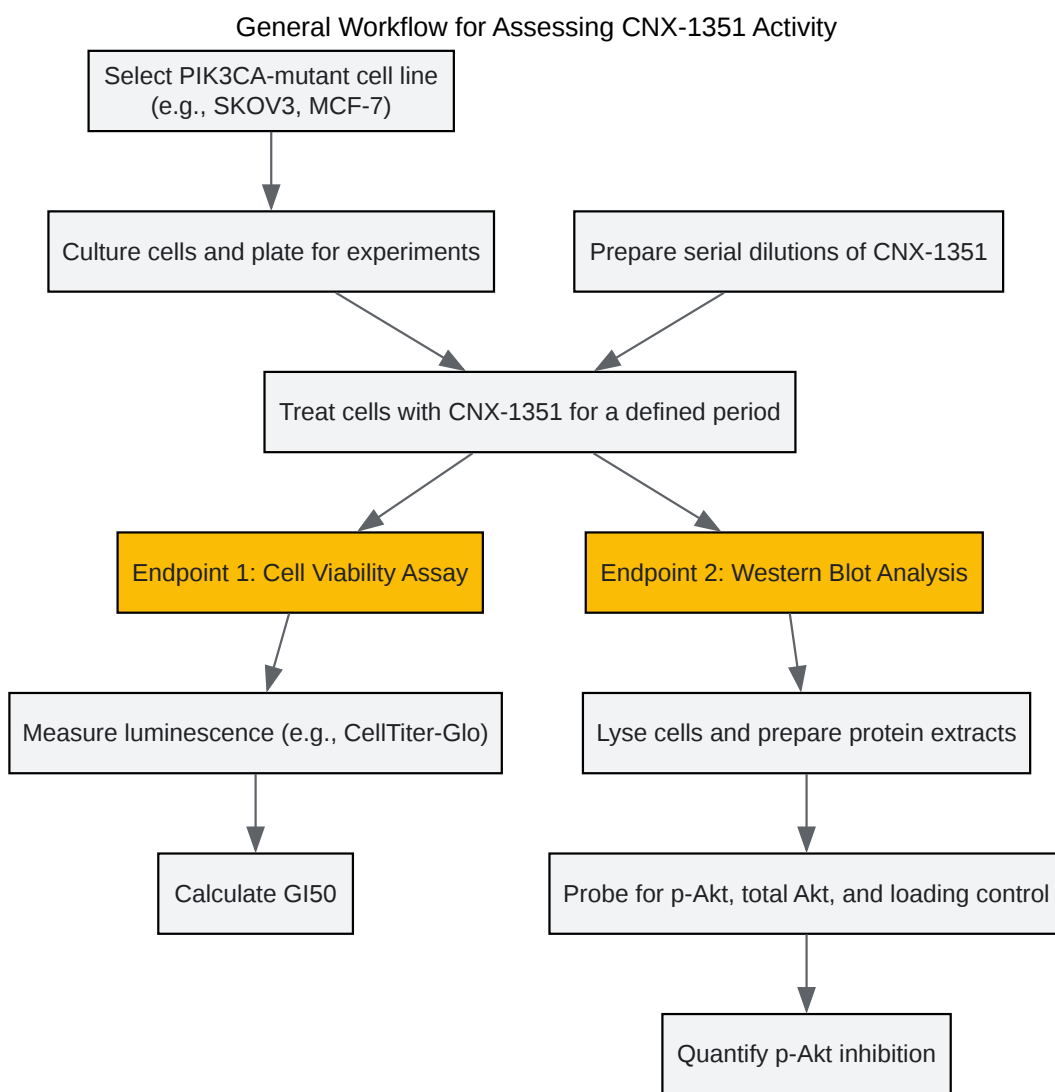 General Workflow for Assessing CNX-1351 Activity
Select PIK3CA-mutant cell line
(e.g., SKOV3, MCF-7)
Culture cells and plate for experiments
Prepare serial dilutions of CNX-1351
Treat cells with CNX-1351 for a defined period
Endpoint 1: Cell Viability Assay
Endpoint 2: Western Blot Analysis
Measure luminescence (e.g., CellTiter-Glo)
Lyse cells and prepare protein extracts
Calculate GI50
Probe for p-Akt, total Akt, and loading control
Quantify p-Akt inhibition